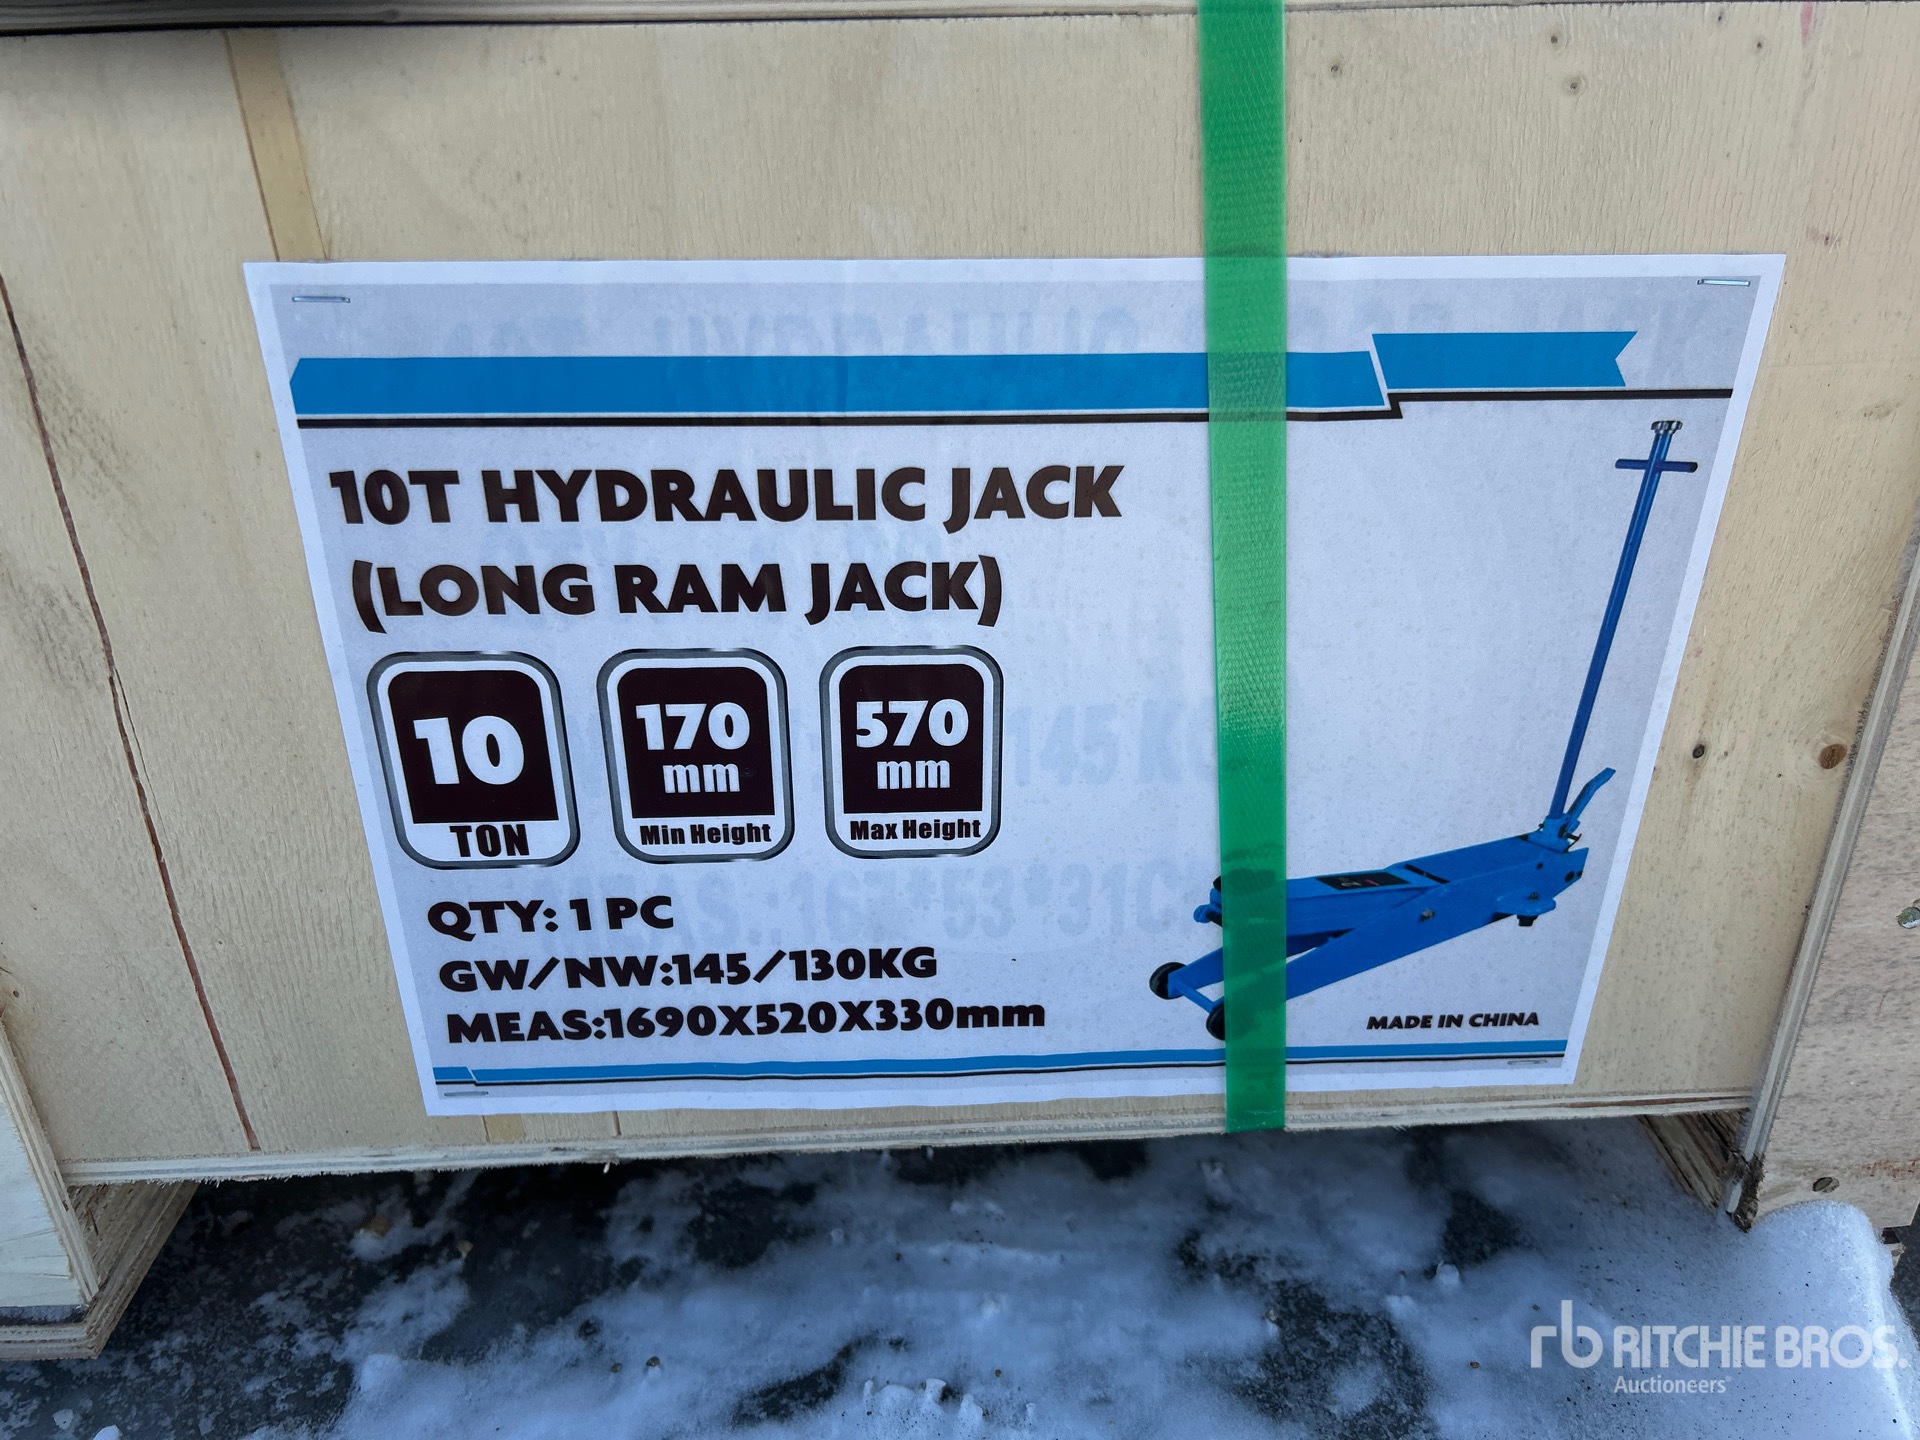 10T HYDRAULIC JACK
(LONG RAM JACK)
10
TON
170
mm
Min Height
570
mm
Max Height
QTY: 1 PC
GW/NW:145/130KG
MEAS:1690X520X330mm
MADE IN CHINA
rb RITCHIE BROS.
Auctioneers